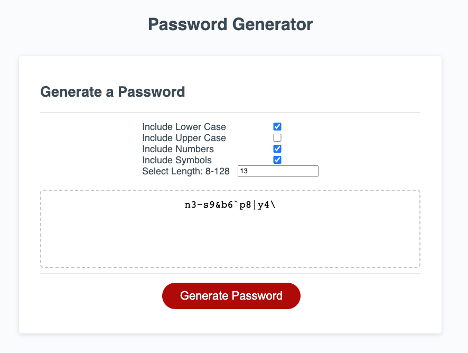 Password Generator
Generate a Password
Include Lower Case
Include Upper Case
Include Numbers
Include Symbols
Select Length: 8-128 13
n3-s9&b6`p8|y4\
Generate Password